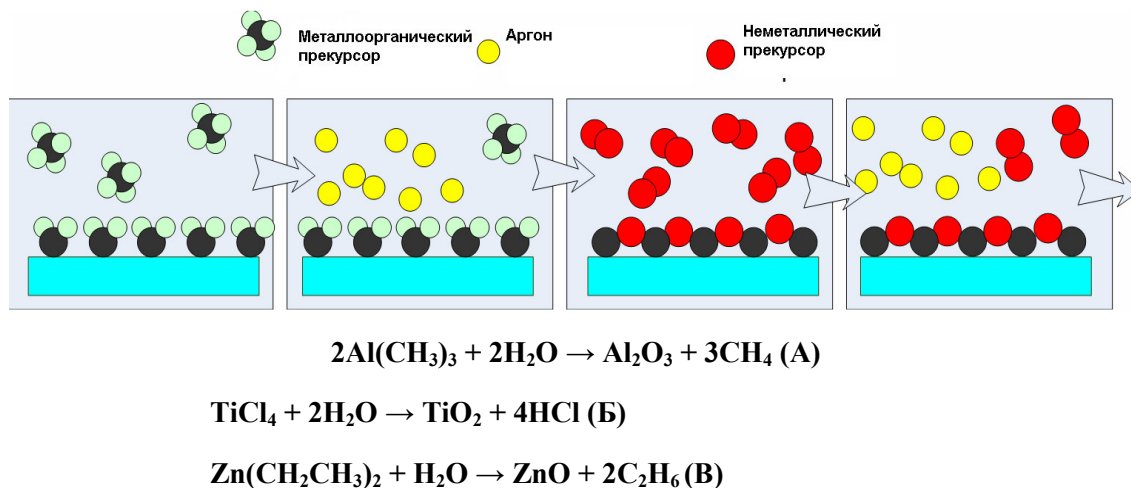 Металлоорганический
прекурсор
Аргон
Неметаллический
прекурсор
2Al(CH₃)₃ + 2H₂O → Al₂O₃ + 3CH₄ (А)
TiCl₄ + 2H₂O → TiO₂ + 4HCl (Б)
Zn(CH₂CH₃)₂ + H₂O → ZnO + 2C₂H₆ (В)